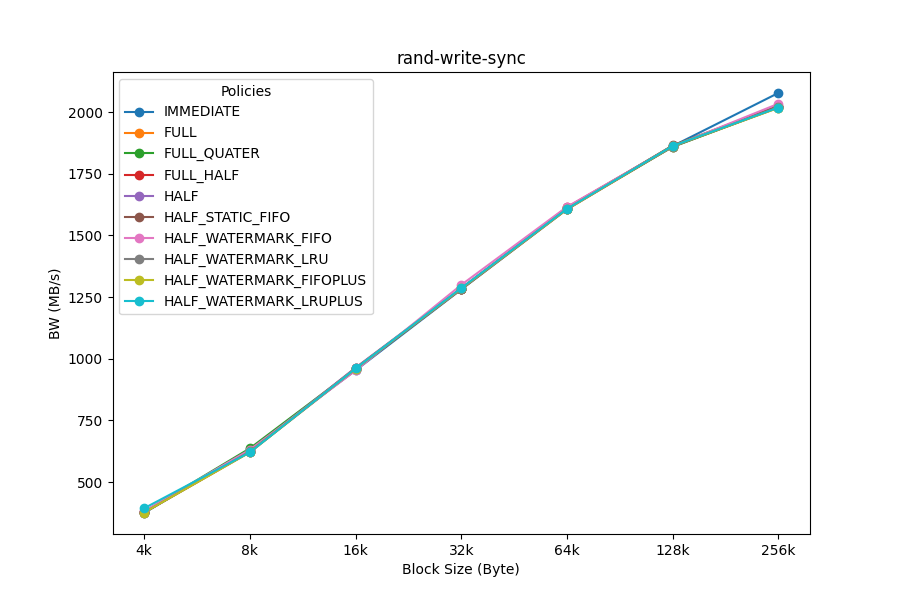 rand-write-sync
Policies
IMMEDIATE
FULL
FULL_QUATER
FULL_HALF
HALF
HALF_STATIC_FIFO
HALF_WATERMARK_FIFO
HALF_WATERMARK_LRU
HALF_WATERMARK_FIFOPLUS
HALF_WATERMARK_LRUPLUS
BW (MB/s)
2000
1750
1500
1250
1000
750
500
4k 8k 16k 32k 64k 128k 256k
Block Size (Byte)